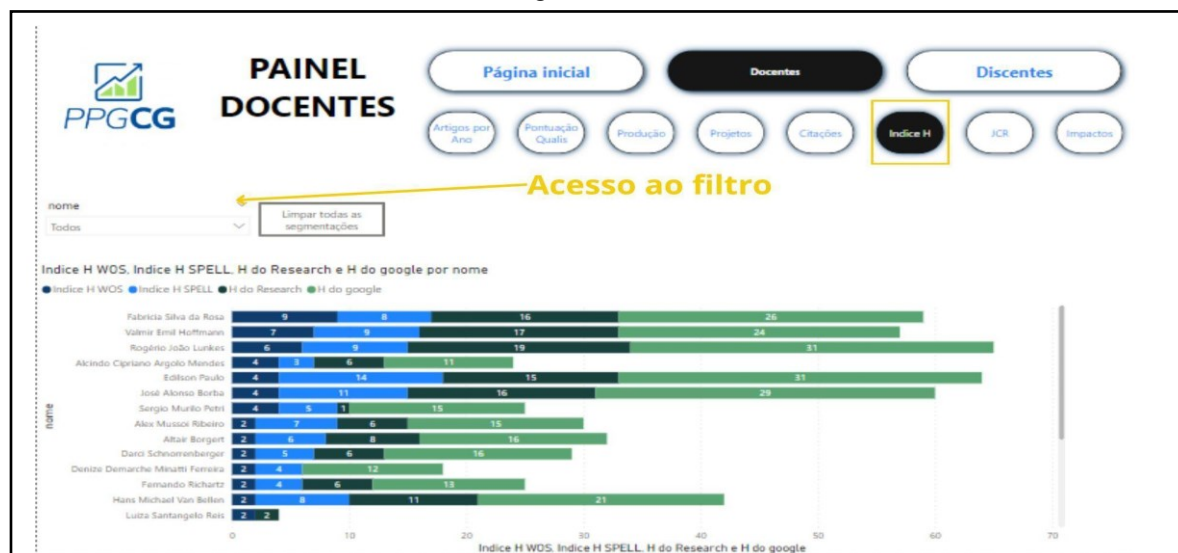 PPGCG
PAINEL
DOCENTES
Página inicial
Docentes
Discentes
Artigos por
Ano
Pontuação
Qualis
Produção
Projetos
Citações
Indice H
JCR
Impactos
Acesso ao filtro
nome
Todos
Limpar todas as
segmentações
Indice H WOS, Indice H SPELL, H do Research e H do google por nome
Indice H WOS Indice H SPELL H do Research H do google
Fabricia Silva da Rosa 9 8 16 26
Valmir Emil Hoffmann 7 9 17 24
Rogério João Lunkes 6 9 19 31
Alcindo Cipriano Argolo Mendes 4 3 6 11
Edilson Paulo 4 14 15 31
José Alonso Borba 4 11 16 29
Sergio Murilo Petri 4 5 1 15
Alex Mussoi Ribeiro 2 7 6 15
Altair Borgert 2 6 8 16
Darci Schnorrenberger 2 5 6 16
Denize Demarche Minatti Ferreira 2 4 12
Fernando Richartz 2 4 6 13
Hans Michael Van Bellen 2 8 11 21
Luiza Santangelo Reis 2 2
nome
0 10 20 30 40 50 60 70
Indice H WOS, Indice H SPELL, H do Research e H do google